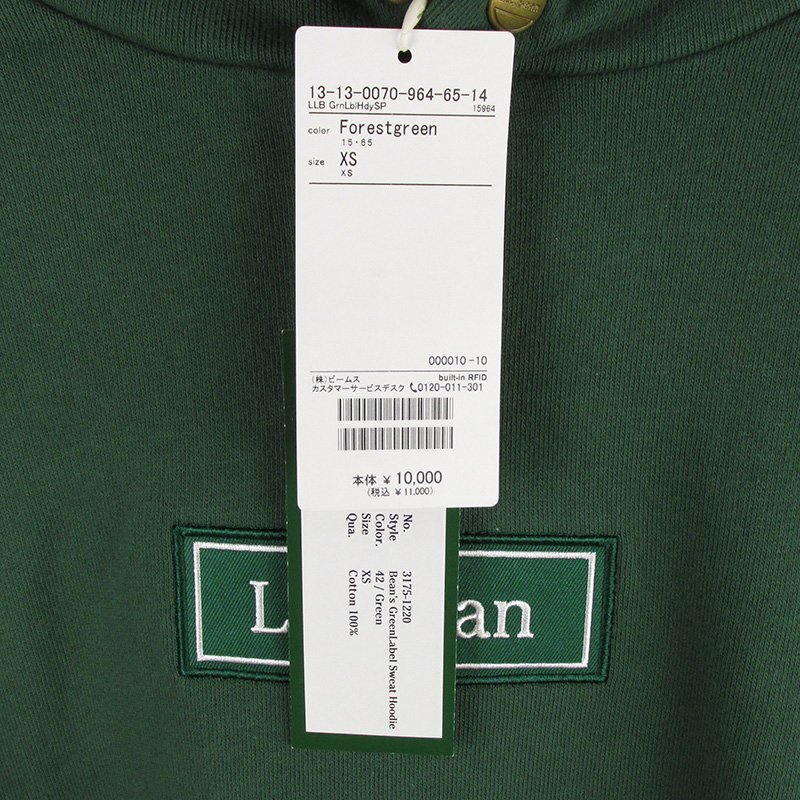 13-13-0070-964-65-14
LLB GrnLblHdySP 15964
color Forestgreen
15・65
size XS
XS
000010-10
(株)ビームス built-in RFID
カスタマーサービスデスク 0120-011-301
本体 ¥ 10,000
(税込 ¥ 11,000)
No. 3175-1220
Style Bean's GreenLabel Sweat Hoodie
Color. 42 / Green
Size XS
Qua. Cotton 100%
L an